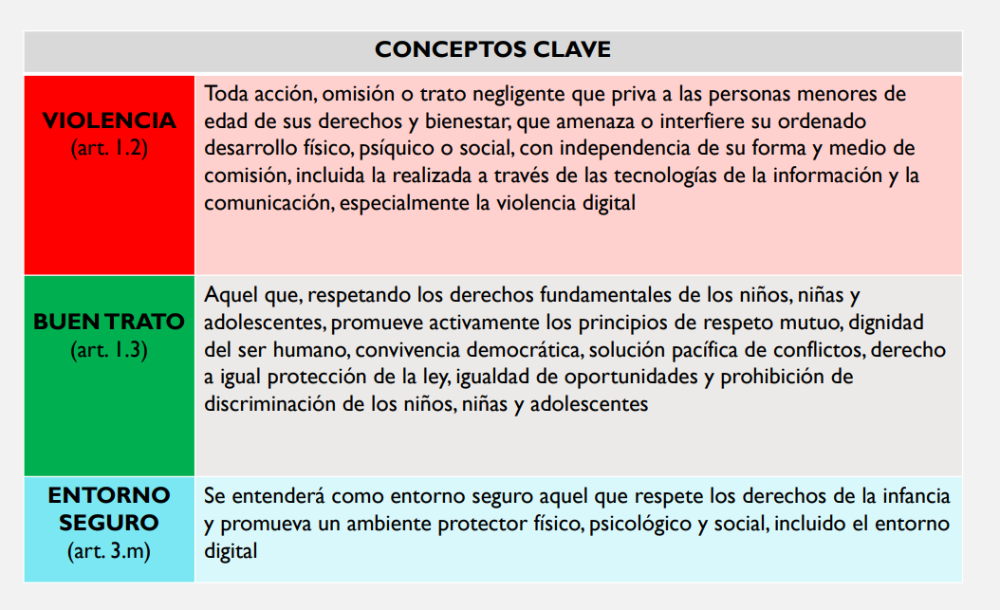 CONCEPTOS CLAVE
VIOLENCIA
(art. 1.2)
Toda acción, omisión o trato negligente que priva a las personas menores de
edad de sus derechos y bienestar, que amenaza o interfiere su ordenado
desarrollo físico, psíquico o social, con independencia de su forma y medio de
comisión, incluida la realizada a través de las tecnologías de la información y la
comunicación, especialmente la violencia digital
BUEN TRATO
(art. 1.3)
Aquel que, respetando los derechos fundamentales de los niños, niñas y
adolescentes, promueve activamente los principios de respeto mutuo, dignidad
del ser humano, convivencia democrática, solución pacífica de conflictos, derecho
a igual protección de la ley, igualdad de oportunidades y prohibición de
discriminación de los niños, niñas y adolescentes
ENTORNO
SEGURO
(art. 3.m)
Se entenderá como entorno seguro aquel que respete los derechos de la infancia
y promueva un ambiente protector físico, psicológico y social, incluido el entorno
digital